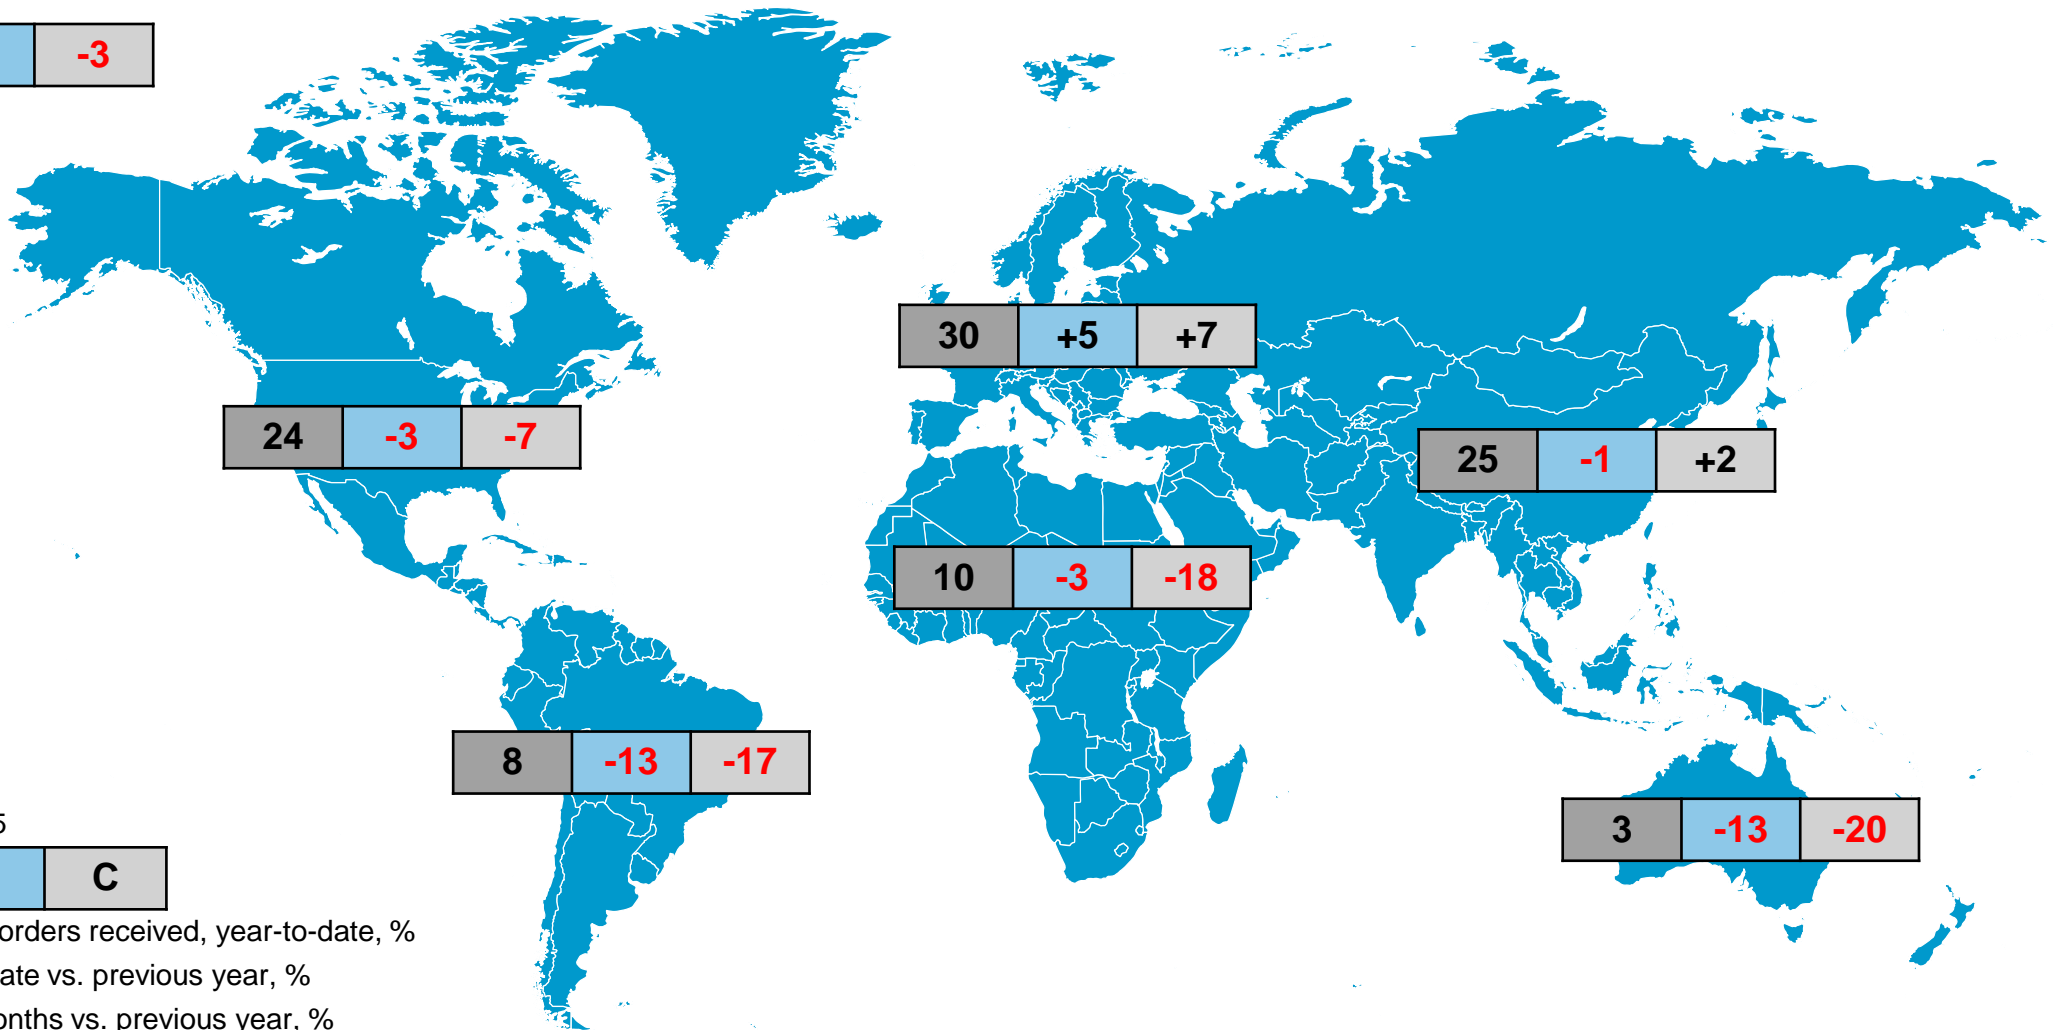 -3
30 +5 +7
24 -3 -7
25 -1 +2
10 -3 -18
8 -13 -17
3 -13 -20
5
C
orders received, year-to-date, %
ate vs. previous year, %
onths vs. previous year, %